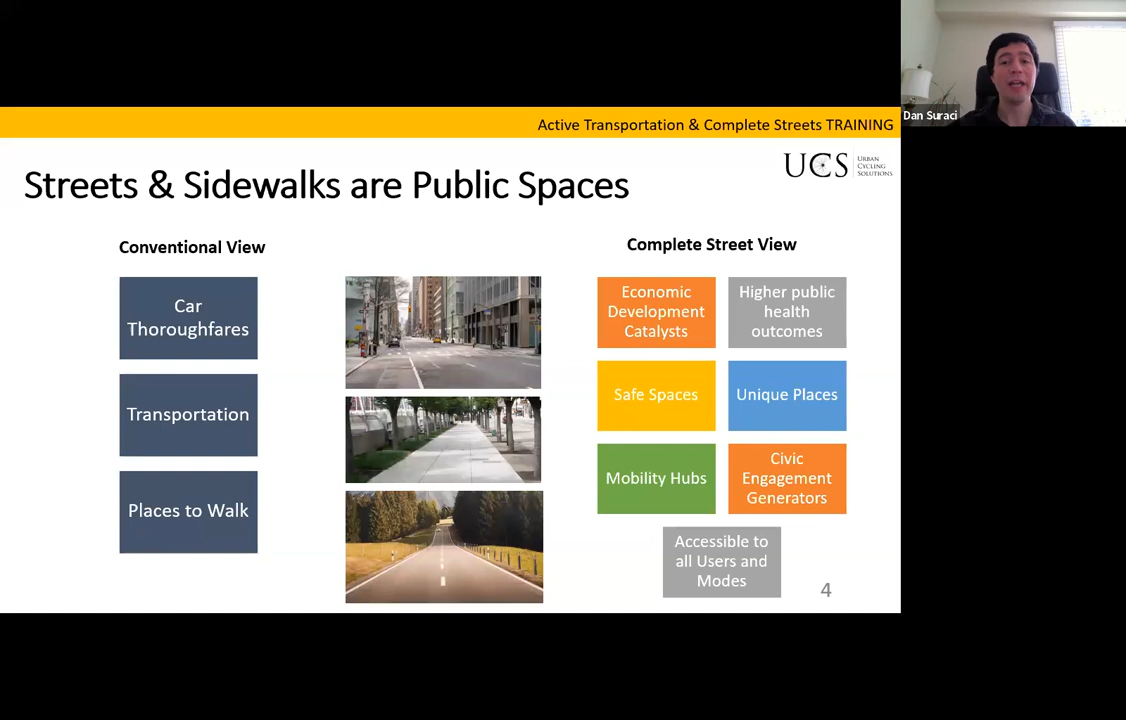 Dan Suraci
Active Transportation & Complete Streets TRAINING
UCS
URBAN
CYCLING
SOLUTIONS
Streets & Sidewalks are Public Spaces
Conventional View
Car
Thoroughfares
Transportation
Places to Walk
Complete Street View
Economic
Development
Catalysts
Higher public
health
outcomes
Safe Spaces
Unique Places
Mobility Hubs
Civic
Engagement
Generators
Accessible to
all Users and
Modes
4